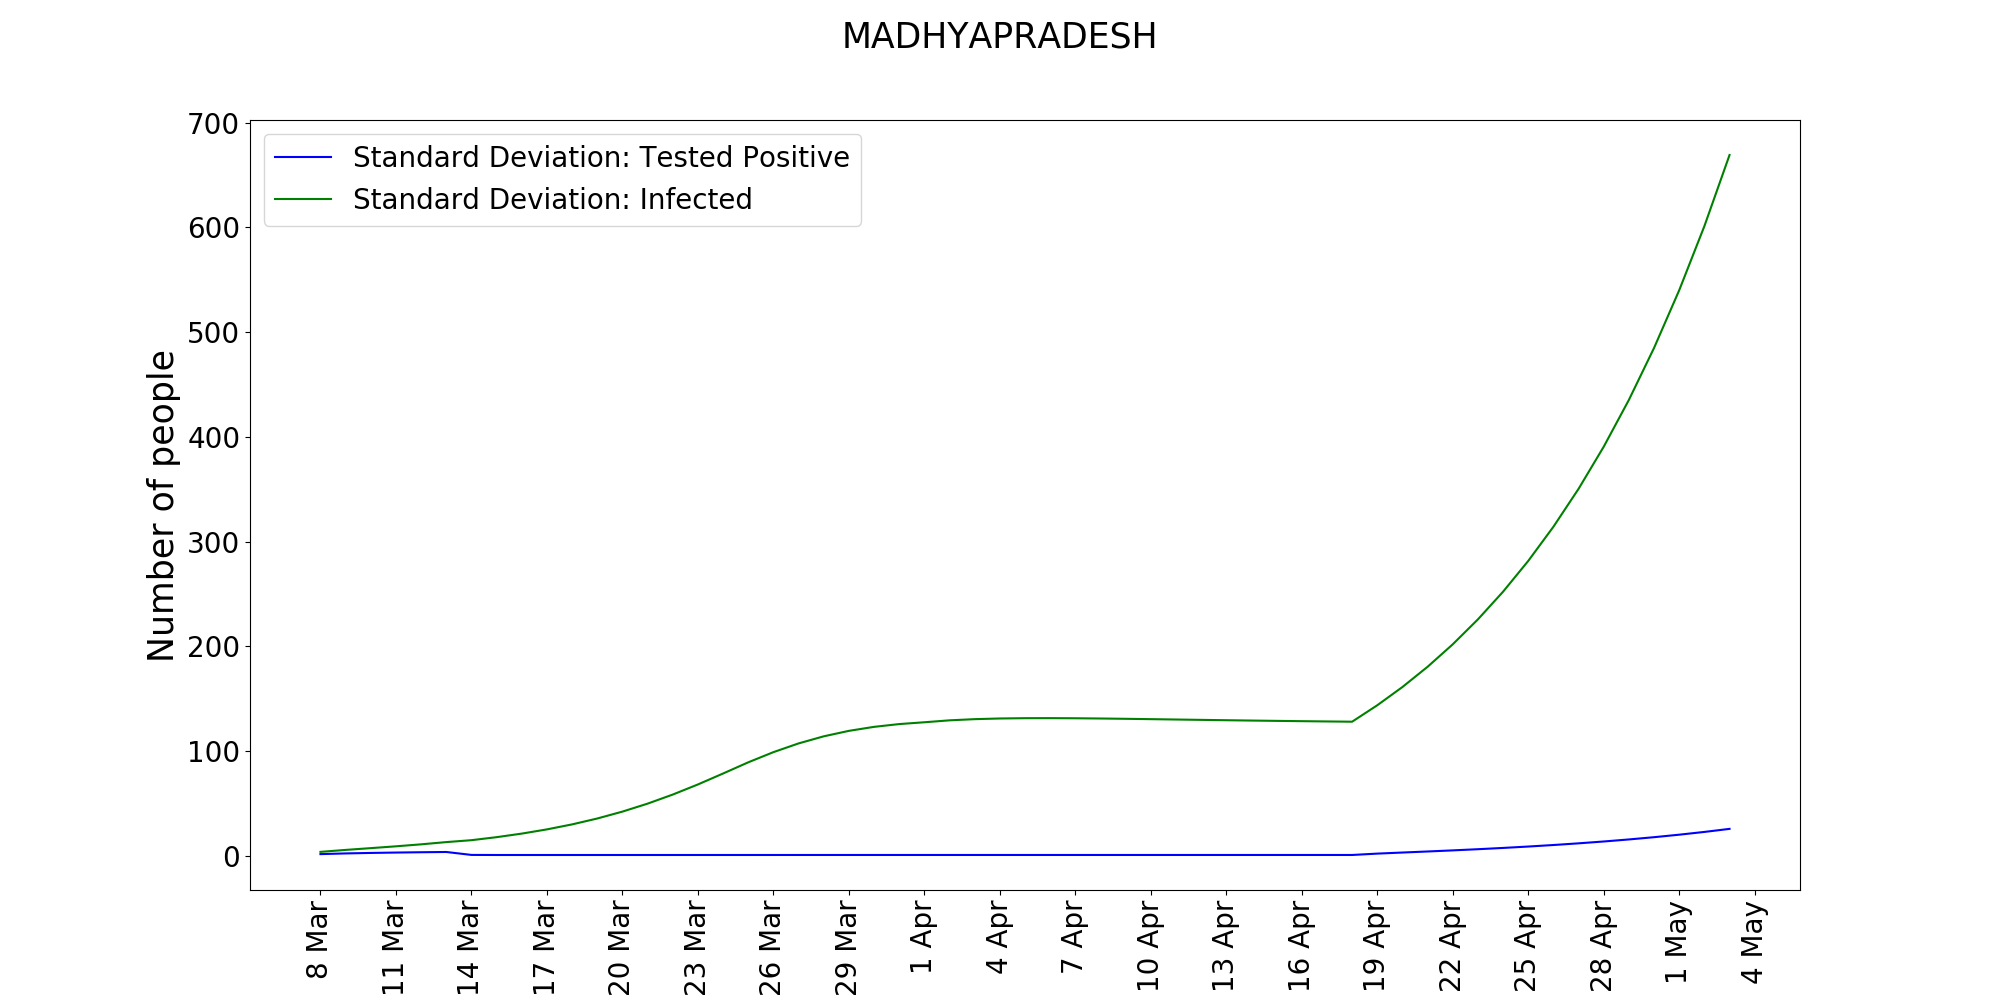 MADHYAPRADESH
700
600
500
400
300
200
100
0
Number of people
Standard Deviation: Tested Positive
Standard Deviation: Infected
8 Mar
11 Mar
14 Mar
17 Mar
20 Mar
23 Mar
26 Mar
29 Mar
1 Apr
4 Apr
7 Apr
10 Apr
13 Apr
16 Apr
19 Apr
22 Apr
25 Apr
28 Apr
1 May
4 May